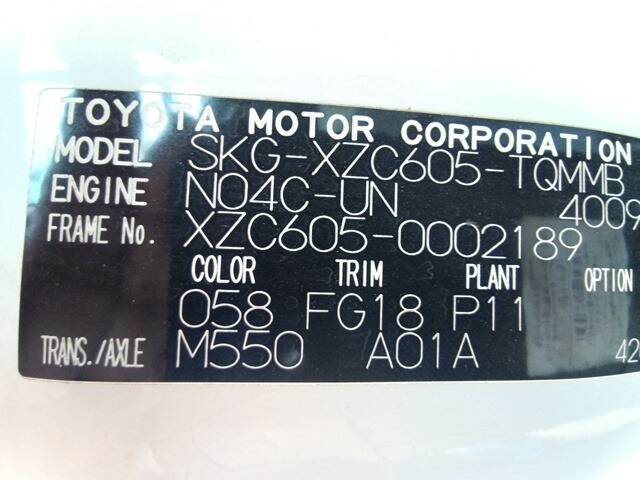 TOYOTA MOTOR CORPORATION
MODEL SKG-XZC605-TQMMB
ENGINE N04C-UN 4009
FRAME No. XZC605-0002189
COLOR TRIM PLANT OPTION
058 FG18 P11
TRANS./AXLE M550 A01A 42